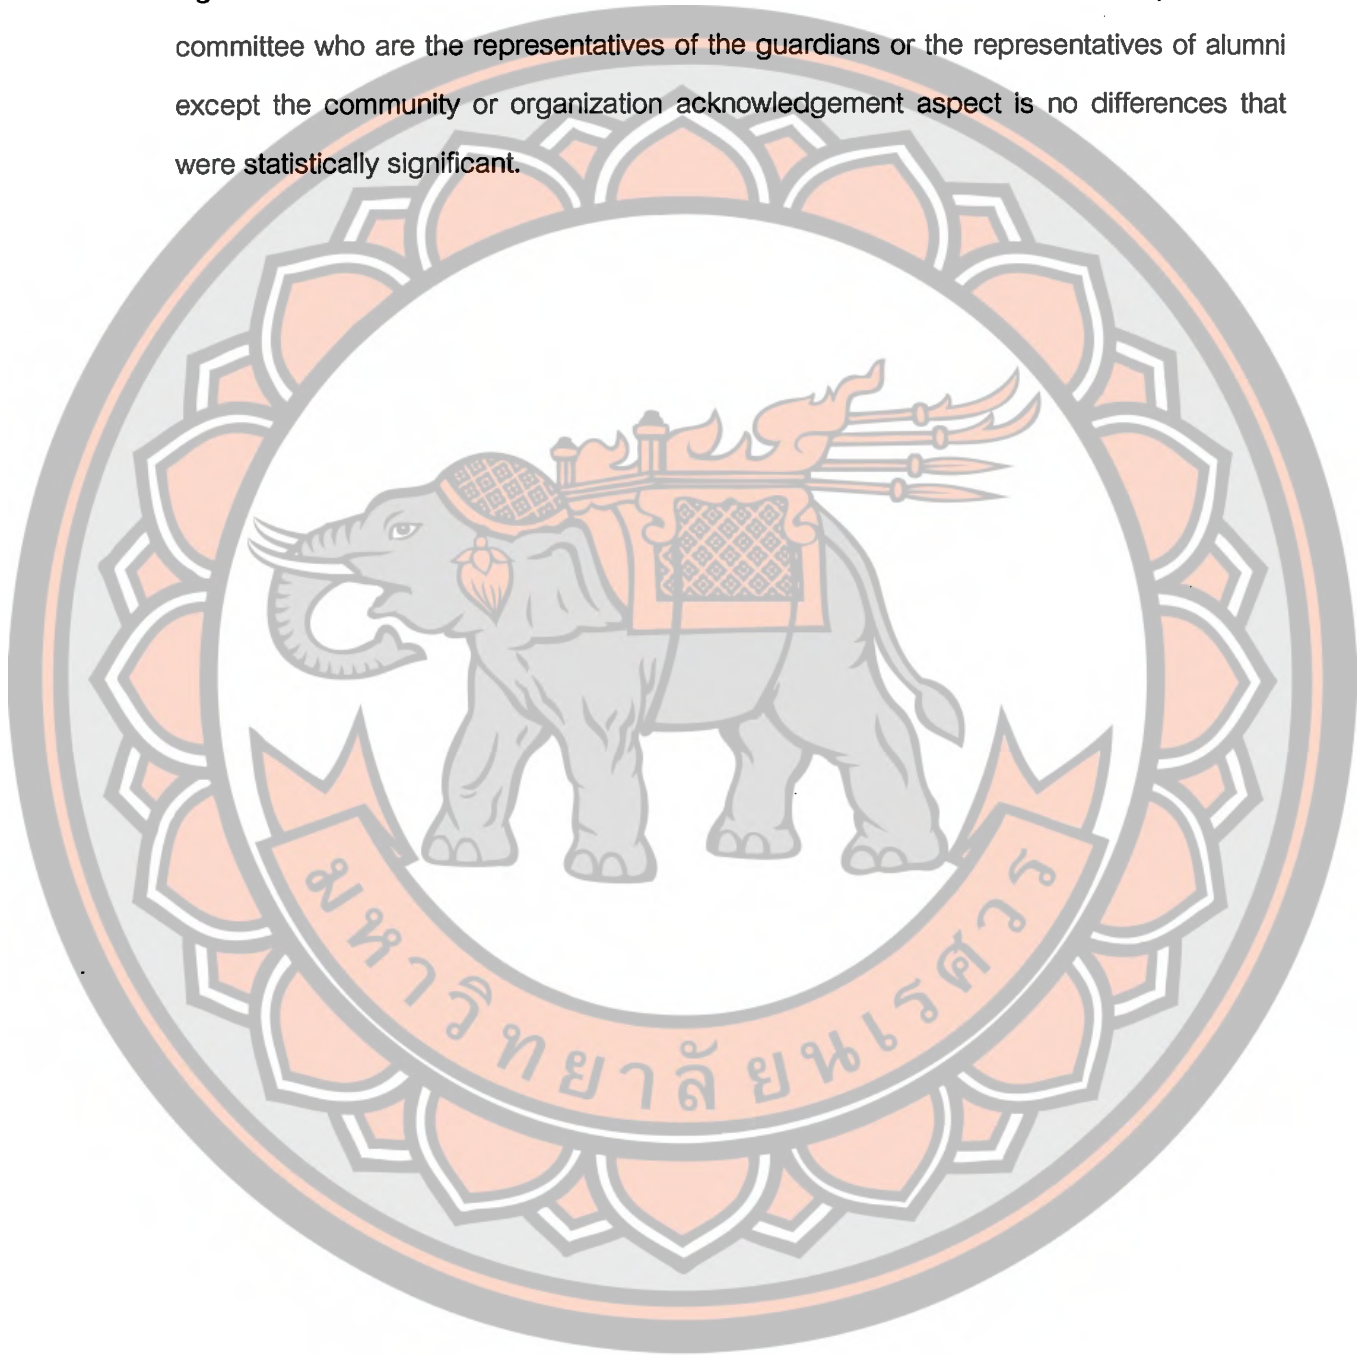 committee who are the representatives of the guardians or the representatives of alumni
except the community or organization acknowledgement aspect is no differences that
were statistically significant.
มหาวิทยาลัยนเรศวร